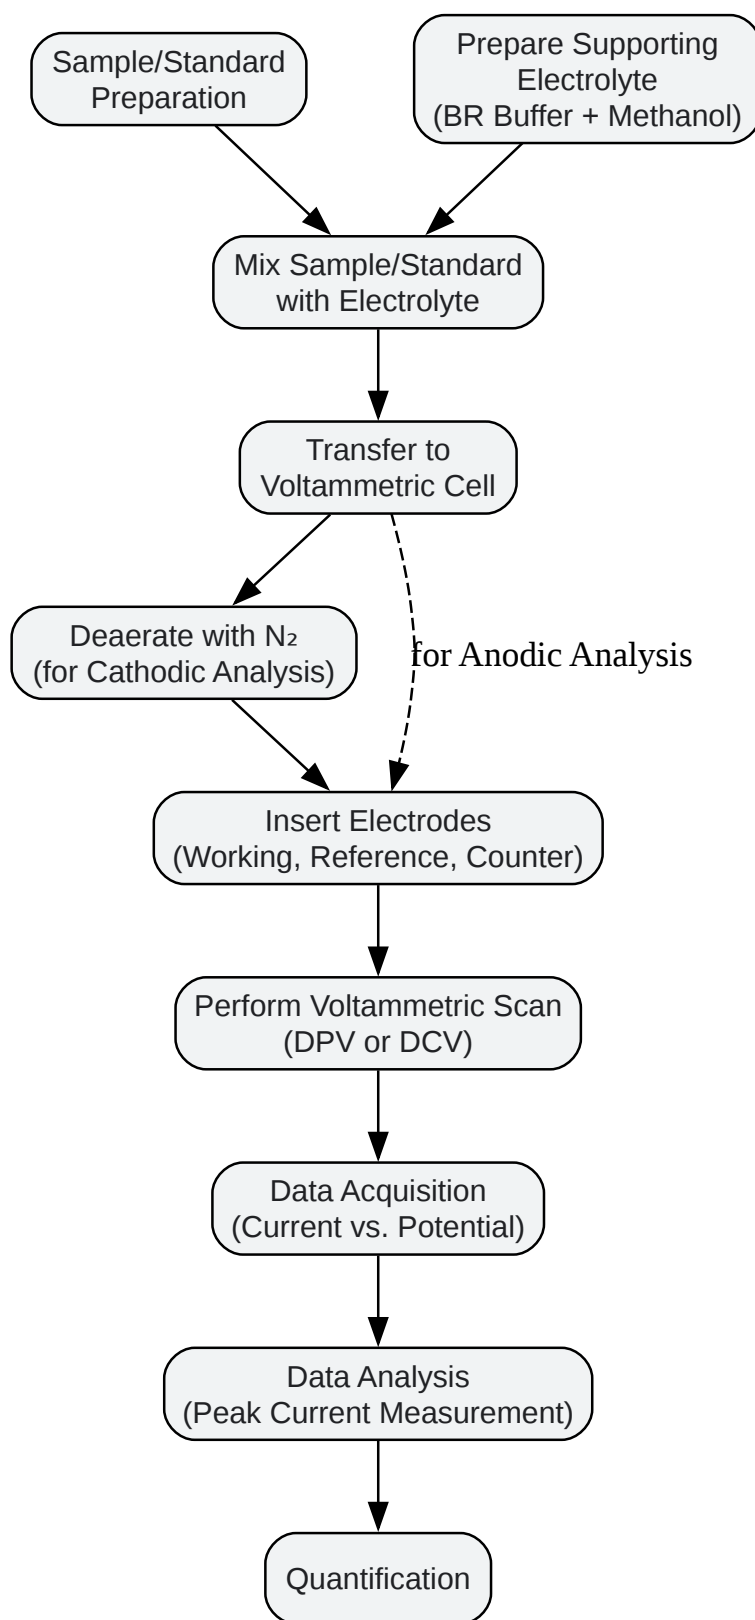 Sample/Standard
Preparation
Prepare Supporting
Electrolyte
(BR Buffer + Methanol)
Mix Sample/Standard
with Electrolyte
Transfer to
Voltammetric Cell
Deaerate with N₂
(for Cathodic Analysis)
for Anodic Analysis
Insert Electrodes
(Working, Reference, Counter)
Perform Voltammetric Scan
(DPV or DCV)
Data Acquisition
(Current vs. Potential)
Data Analysis
(Peak Current Measurement)
Quantification